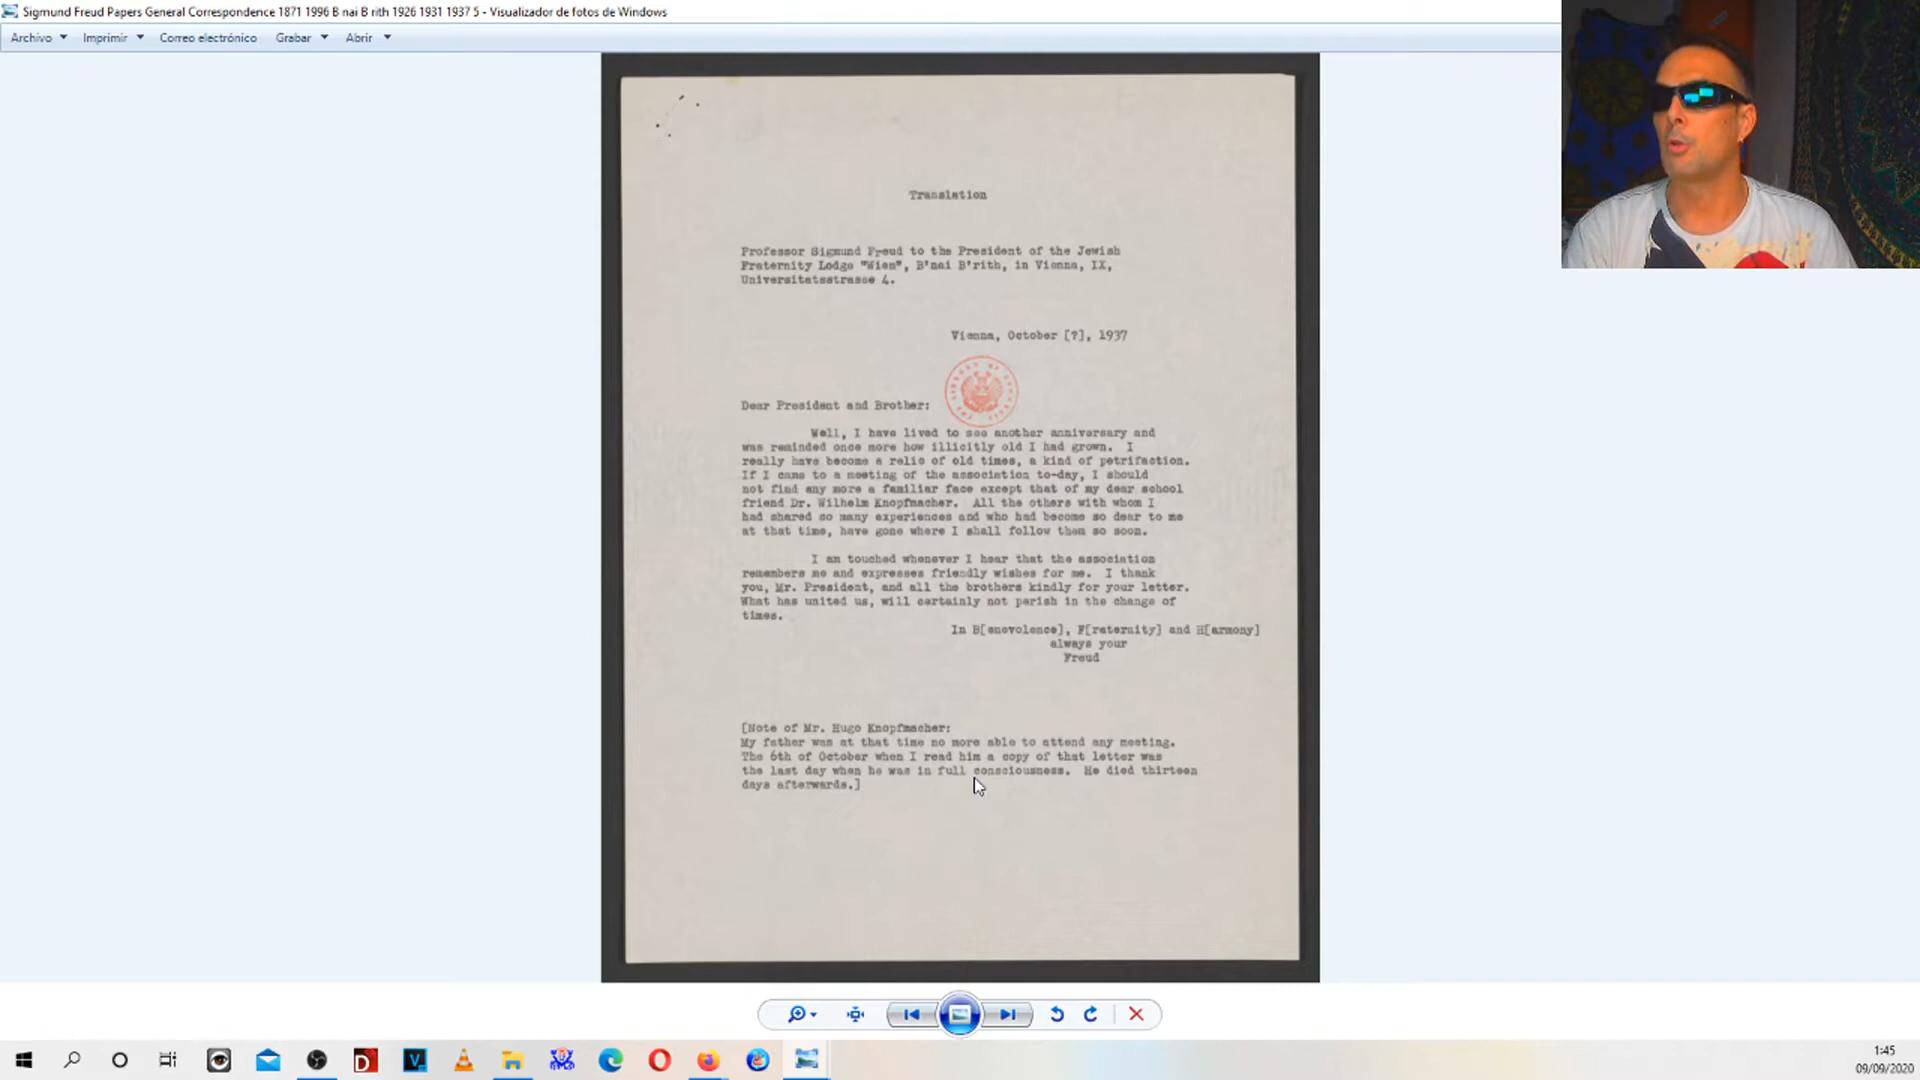 Sigmund Freud Papers General Correspondence 1871 1996 B nai B rith 1926 1931 1937 5 - Visualizador de fotos de Windows
Archivo Imprimir Correo electrónico Grabar Abrir
Translation
Professor Sigmund Freud to the President of the Jewish
Fraternity Lodge "Wien", B'nai B'rith, in Vienna, IX,
Universitatsstrasse 4.
Vienna, October [?], 1937
Dear President and Brother:
Well, I have lived to see another anniversary and
was reminded once more how illicitly old I had grown. I
really have become a relic of old times, a kind of petrifaction.
If I came to a meeting of the association to-day, I should
not find any more a familiar face except that of my dear school
friend Dr. Wilhelm Knopfmacher. All the others with whom I
had shared so many experiences and who had become so dear to me
at that time, have gone where I shall follow them so soon.
I am touched whenever I hear that the association
remembers me and expresses friendly wishes for me. I thank
you, Mr. President, and all the brothers kindly for your letter.
What has united us, will certainly not perish in the change of
times.
In B[enevolence], F[raternity] and H[armony]
always your
Freud
[Note of Mr. Hugo Knopfmacher:
My father was at that time no more able to attend any meeting.
The 6th of October when I read him a copy of that letter was
the last day when he was in full consciousness. He died thirteen
days afterwards.]
1:45
09/09/2020